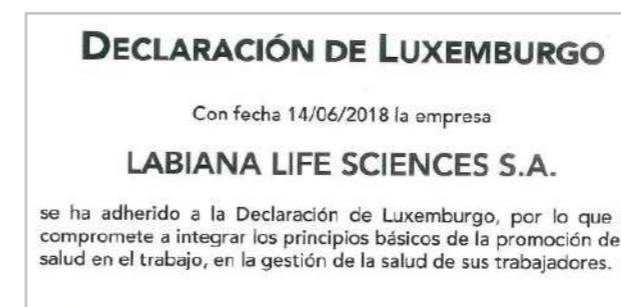 DECLARACIÓN DE LUXEMBURGO
Con fecha 14/06/2018 la empresa
LABIANA LIFE SCIENCES S.A.
se ha adherido a la Declaración de Luxemburgo, por lo que
compromete a integrar los principios básicos de la promoción de
salud en el trabajo, en la gestión de la salud de sus trabajadores.